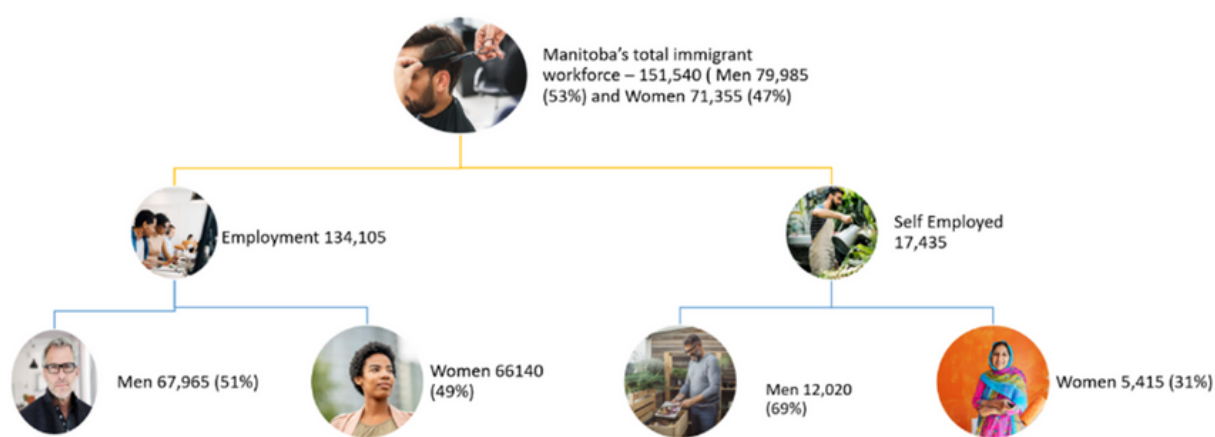 Manitoba's total immigrant
workforce – 151,540 ( Men 79,985
(53%) and Women 71,355 (47%)
Employment 134,105
Self Employed
17,435
Men 67,965 (51%)
Women 66140
(49%)
Men 12,020
(69%)
Women 5,415 (31%)